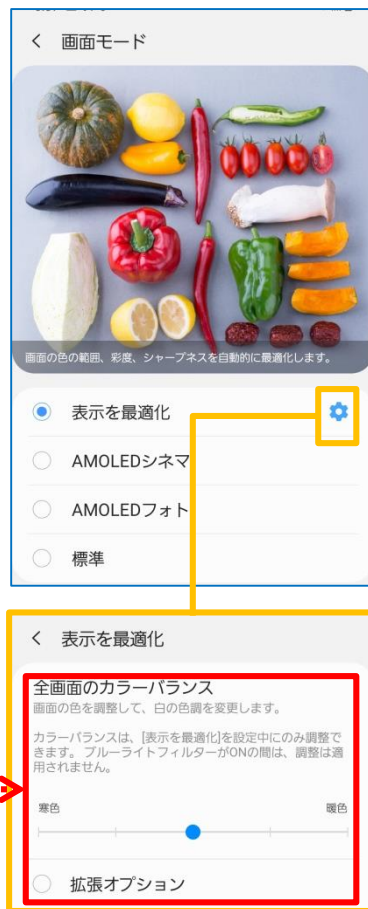 画面モード
画面の色の範囲、彩度、シャープネスを自動的に最適化します。
表示を最適化
AMOLEDシネマ
AMOLEDフォト
標準
表示を最適化
全画面のカラーバランス
画面の色を調整して、白の色調を変更します。
カラーバランスは、[表示を最適化]を設定中にのみ調整で
きます。 ブルーライトフィルターがONの間は、調整は適
用されません。
寒色 暖色
拡張オプション